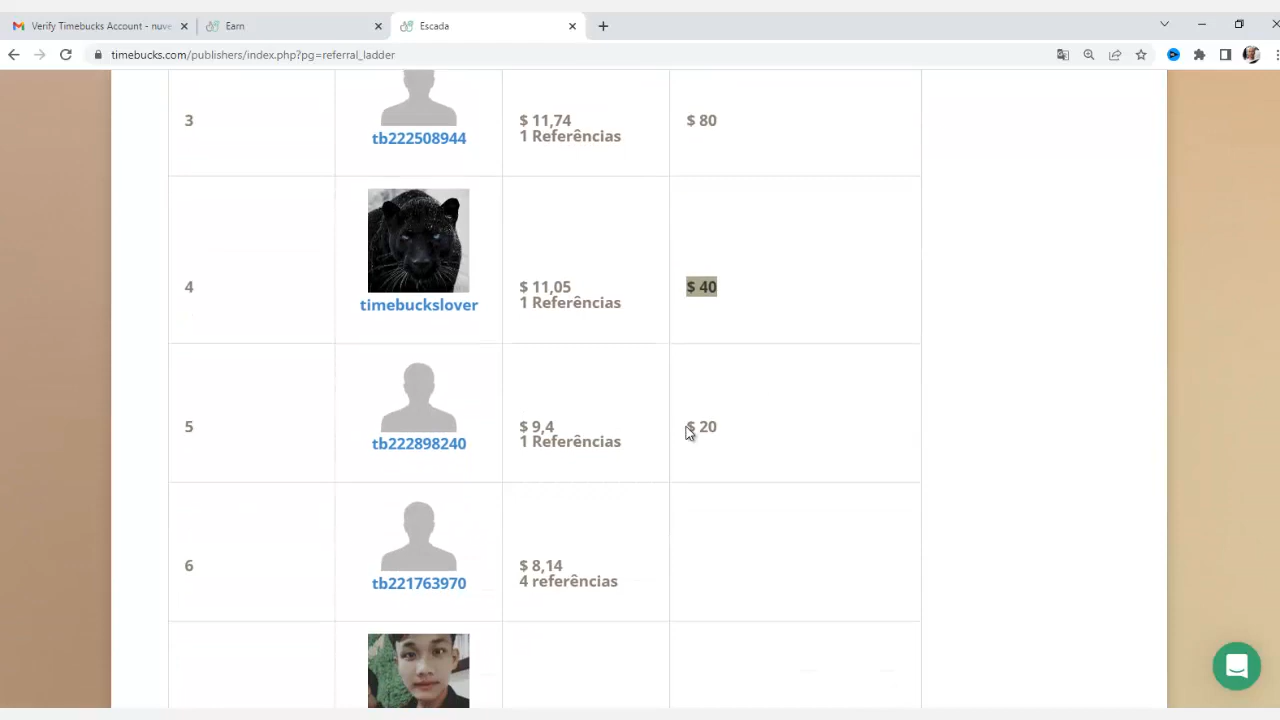 Verify Timebucks Account - nuve
Earn
Escada
timebucks.com/publishers/index.php?pg=referral_ladder
3
tb222508944
$ 11,74
1 Referências
$ 80
4
timebuckslover
$ 11,05
1 Referências
$ 40
5
tb222898240
$ 9,4
1 Referências
$ 20
6
tb221763970
$ 8,14
4 referências